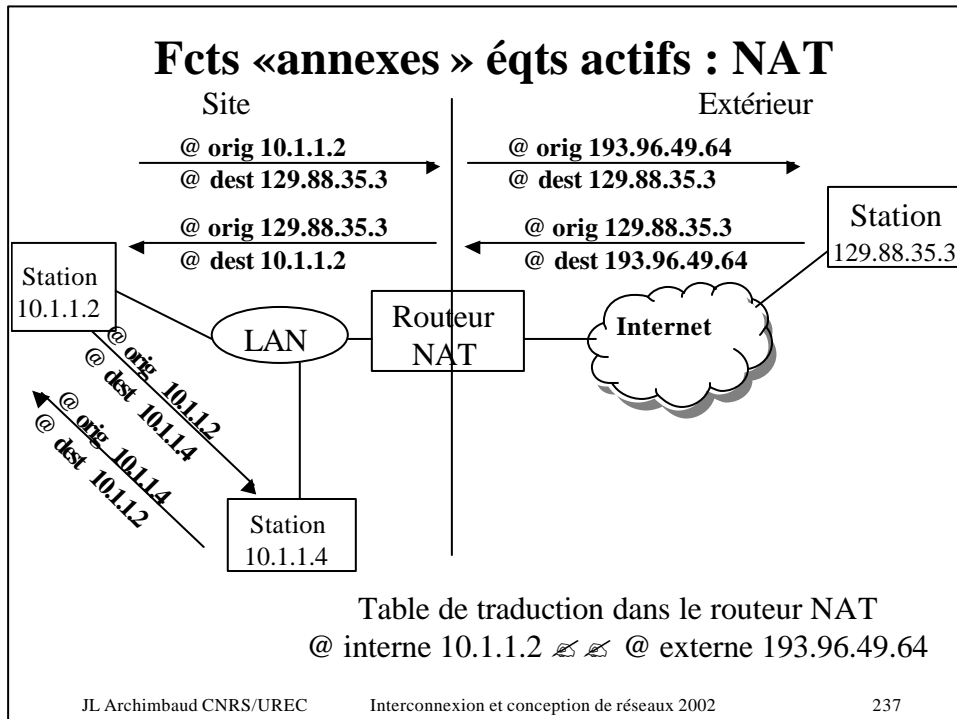 Fcts «annexes » éqts actifs : NAT
Site
Extérieur
@ orig 10.1.1.2
@ dest 129.88.35.3
@ orig 193.96.49.64
@ dest 129.88.35.3
@ orig 129.88.35.3
@ dest 10.1.1.2
@ orig 129.88.35.3
@ dest 193.96.49.64
Station
129.88.35.3
Station
10.1.1.2
LAN
Routeur
NAT
Internet
@ orig 10.1.1.2
@ dest 10.1.1.4
@ orig 10.1.1.4
@ dest 10.1.1.2
Station
10.1.1.4
Table de traduction dans le routeur NAT
@ interne 10.1.1.2 ✍ ✍ @ externe 193.96.49.64
JL Archimbaud CNRS/UREC Interconnexion et conception de réseaux 2002 237